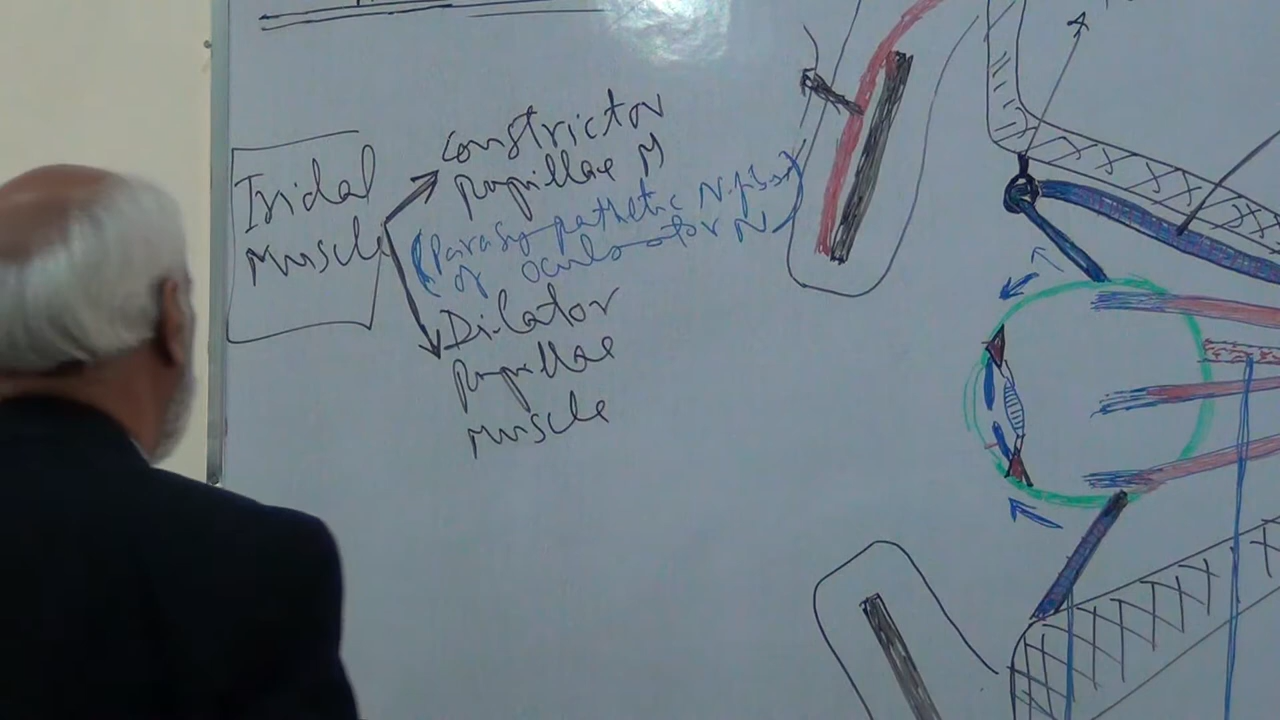 Iridal
Muscle
Constrictor
pupillae M
(Parasympathetic N. fibers)
of Oculomotor N
Dilator
pupillae
Muscle